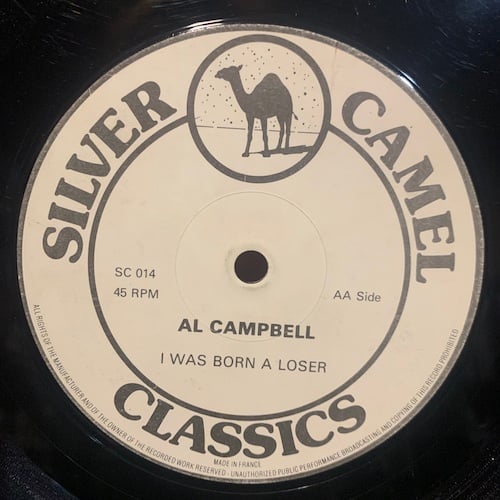 SILVER CAMEL
SC 014
45 RPM
AA Side
AL CAMPBELL
I WAS BORN A LOSER
CLASSICS
MADE IN FRANCE
ALL RIGHTS OF THE MANUFACTURER AND OF THE OWNER OF THE RECORDED WORK RESERVED - UNAUTHORIZED PUBLIC PERFORMANCE BROADCASTING AND COPYING OF THIS RECORD PROHIBITED